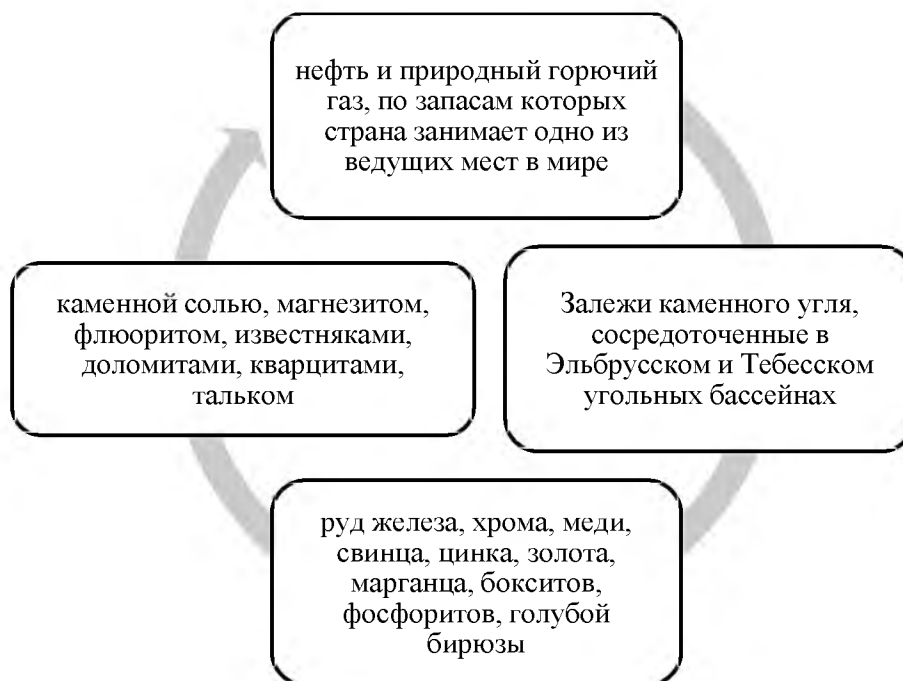 нефть и природный горючий
газ, по запасам которых
страна занимает одно из
ведущих мест в мире
Залежи каменного угля,
сосредоточенные в
Эльбрусском и Тебесском
угольных бассейнах
руд железа, хрома, меди,
свинца, цинка, золота,
марганца, бокситов,
фосфоритов, голубой
бирюзы
каменной солью, магнезитом,
флюоритом, известняками,
доломитами, кварцитами,
тальком